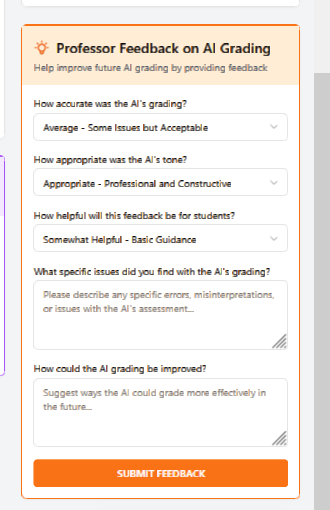 Professor Feedback on AI Grading
Help improve future AI grading by providing feedback
How accurate was the AI's grading?
Average - Some Issues but Acceptable
How appropriate was the AI's tone?
Appropriate - Professional and Constructive
How helpful will this feedback be for students?
Somewhat Helpful - Basic Guidance
What specific issues did you find with the AI's grading?
Please describe any specific errors, misinterpretations,
or issues with the AI's assessment...
How could the AI grading be improved?
Suggest ways the AI could grade more effectively in
the future...
SUBMIT FEEDBACK